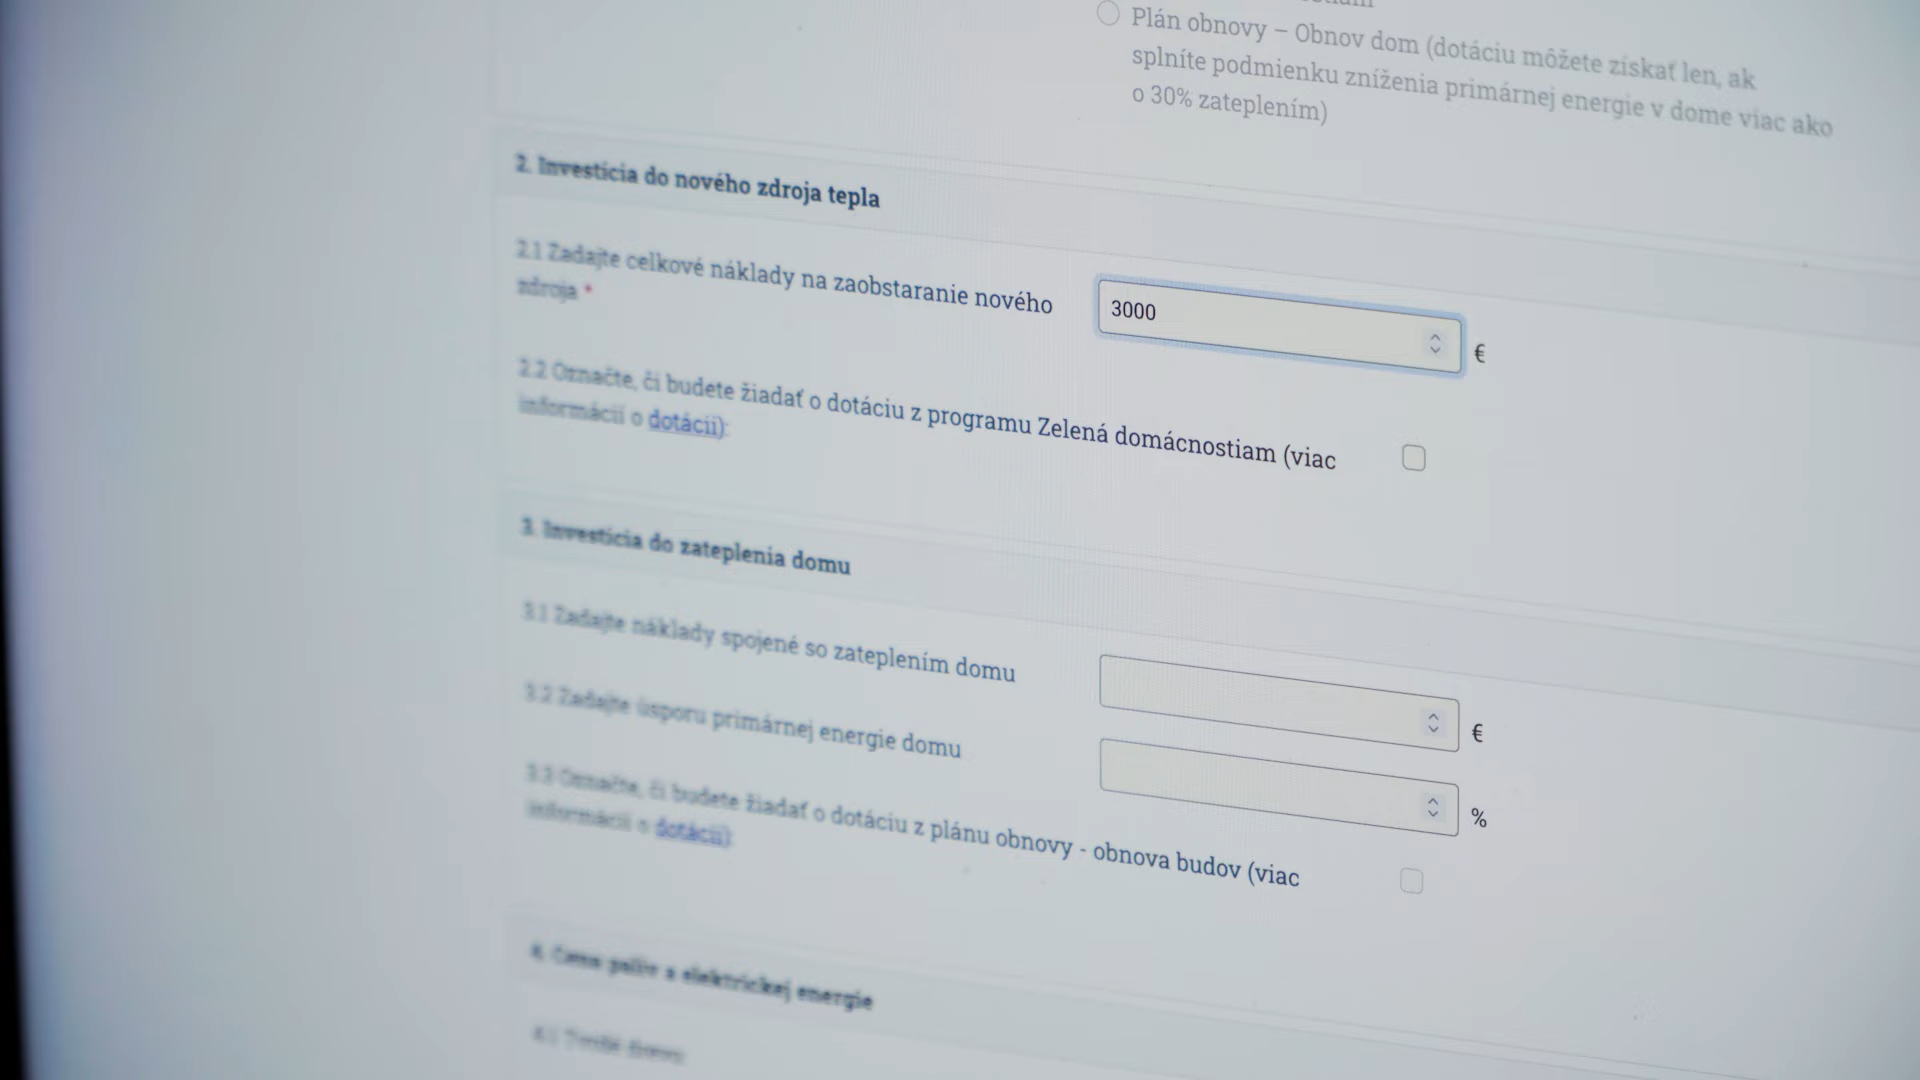 Plán obnovy – Obnov dom (dotáciu môžete získať len, ak
splníte podmienku zníženia primárnej energie v dome viac ako
o 30% zateplením)
2. Investícia do nového zdroja tepla
2.1 Zadajte celkové náklady na zaobstaranie nového
zdroja *
3000
€
2.2 Označte, či budete žiadať o dotáciu z programu Zelená domácnostiam (viac
informácií o dotácii):
3. Investícia do zateplenia domu
3.1 Zadajte náklady spojené so zateplením domu
€
3.2 Zadajte úsporu primárnej energie domu
%
3.3 Označte, či budete žiadať o dotáciu z plánu obnovy - obnova budov (viac
informácií o dotácii):
4. Cena palív a elektrickej energie